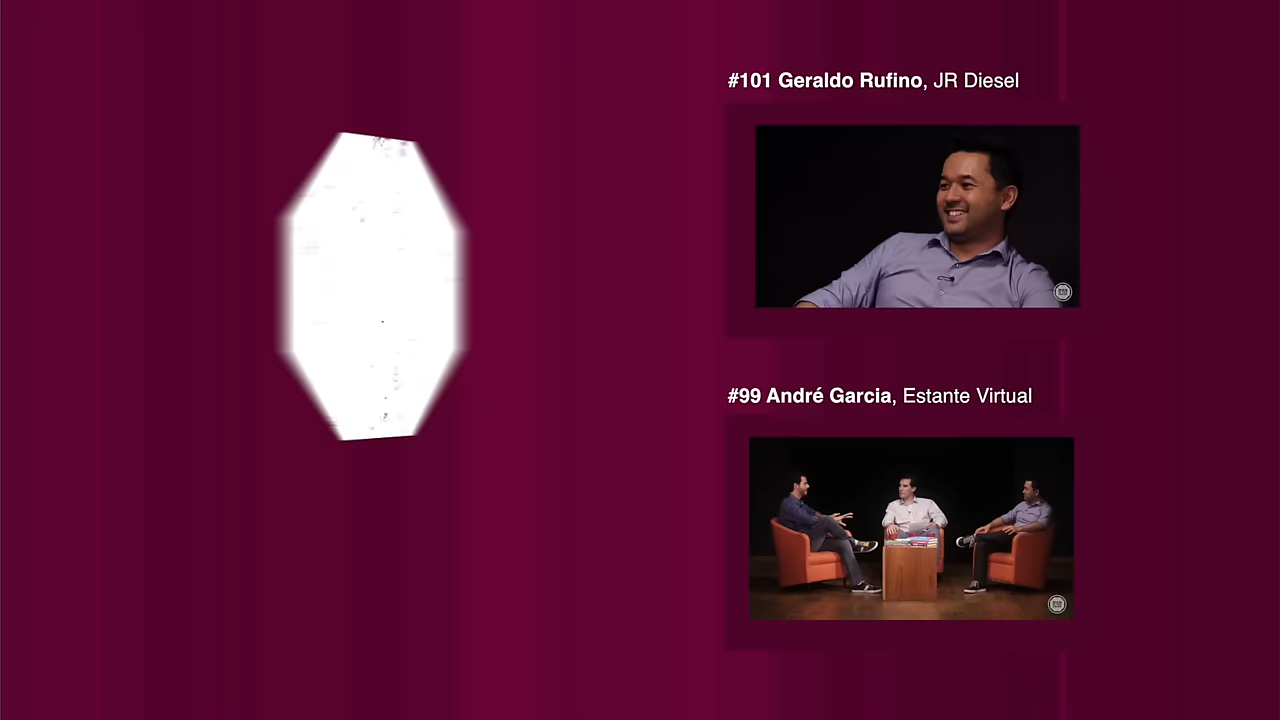 #101 Geraldo Rufino, JR Diesel
#99 André Garcia, Estante Virtual